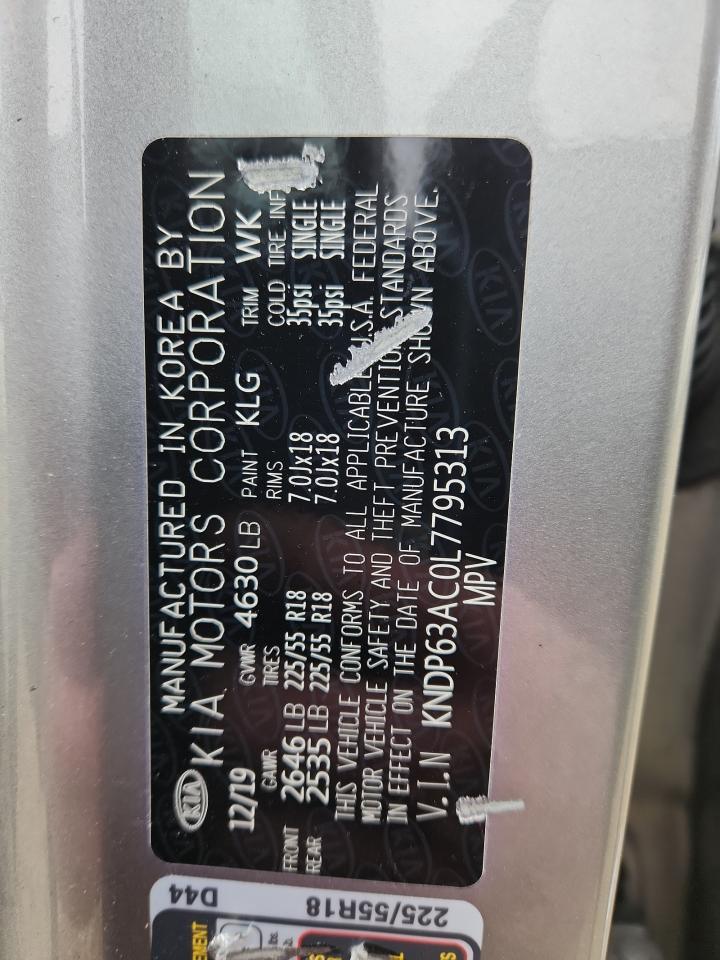 KIA
MANUFACTURED IN KOREA BY
KIA MOTORS CORPORATION
12/19 GVWR 4630 LB PAINT KLG TRIM WK
GAWR TIRES RIMS COLD TIRE INF
FRONT 2646 LB 225/55 R18 7.0Jx18 35psi SINGLE
REAR 2535 LB 225/55 R18 7.0Jx18 35psi SINGLE
THIS VEHICLE CONFORMS TO ALL APPLICABLE U.S.A. FEDERAL
MOTOR VEHICLE SAFETY AND THEFT PREVENTION STANDARDS
IN EFFECT ON THE DATE OF MANUFACTURE SHOWN ABOVE.
V.I.N KNDP63AC0L7795313
MPV
225/55R18 D44